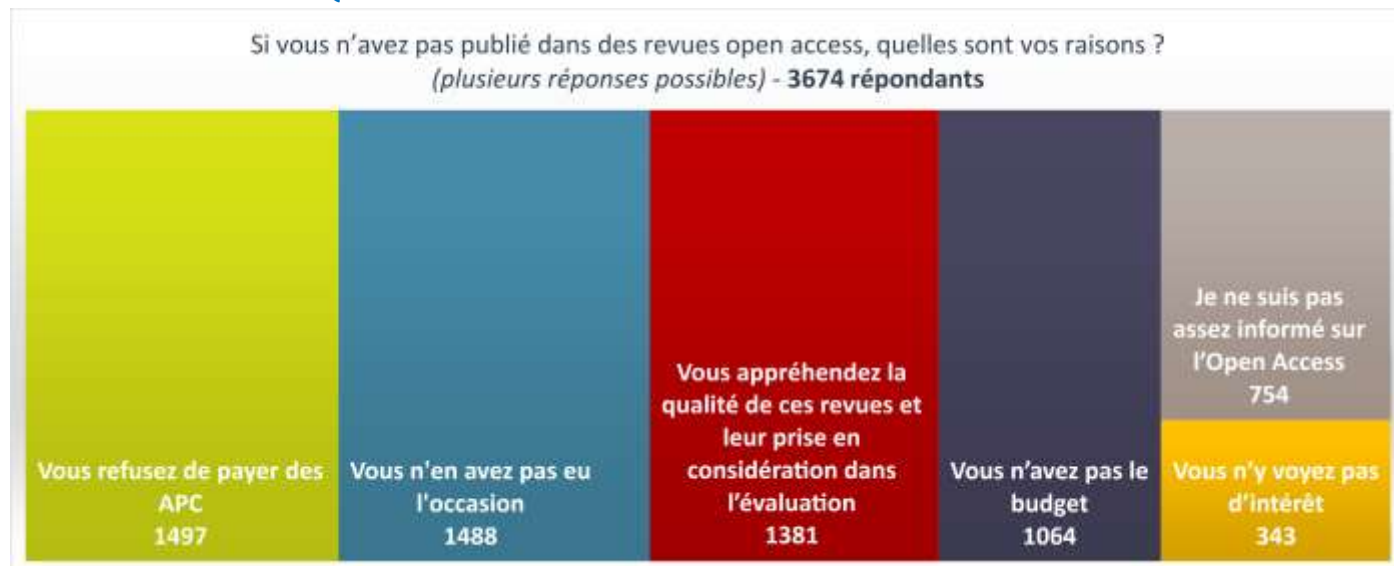 Si vous n’avez pas publié dans des revues open access, quelles sont vos raisons ?
(plusieurs réponses possibles) - 3674 répondants
Vous refusez de payer des
APC
1497
Vous n'en avez pas eu
l'occasion
1488
Vous appréhendez la
qualité de ces revues et
leur prise en
considération dans
l’évaluation
1381
Vous n’avez pas le
budget
1064
Je ne suis pas
assez informé sur
l’Open Access
754
Vous n’y voyez pas
d’intérêt
343